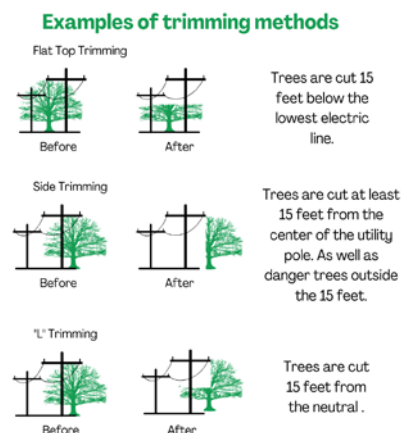 Examples of trimming methods
Flat Top Trimming
Trees are cut 15
feet below the
lowest electric
line.
Before
After
Side Trimming
Trees are cut at least
15 feet from the
center of the utility
pole. As well as
danger trees outside
the 15 feet.
Before
After
"L" Trimming
Trees are cut
15 feet from
the neutral .
Before
After